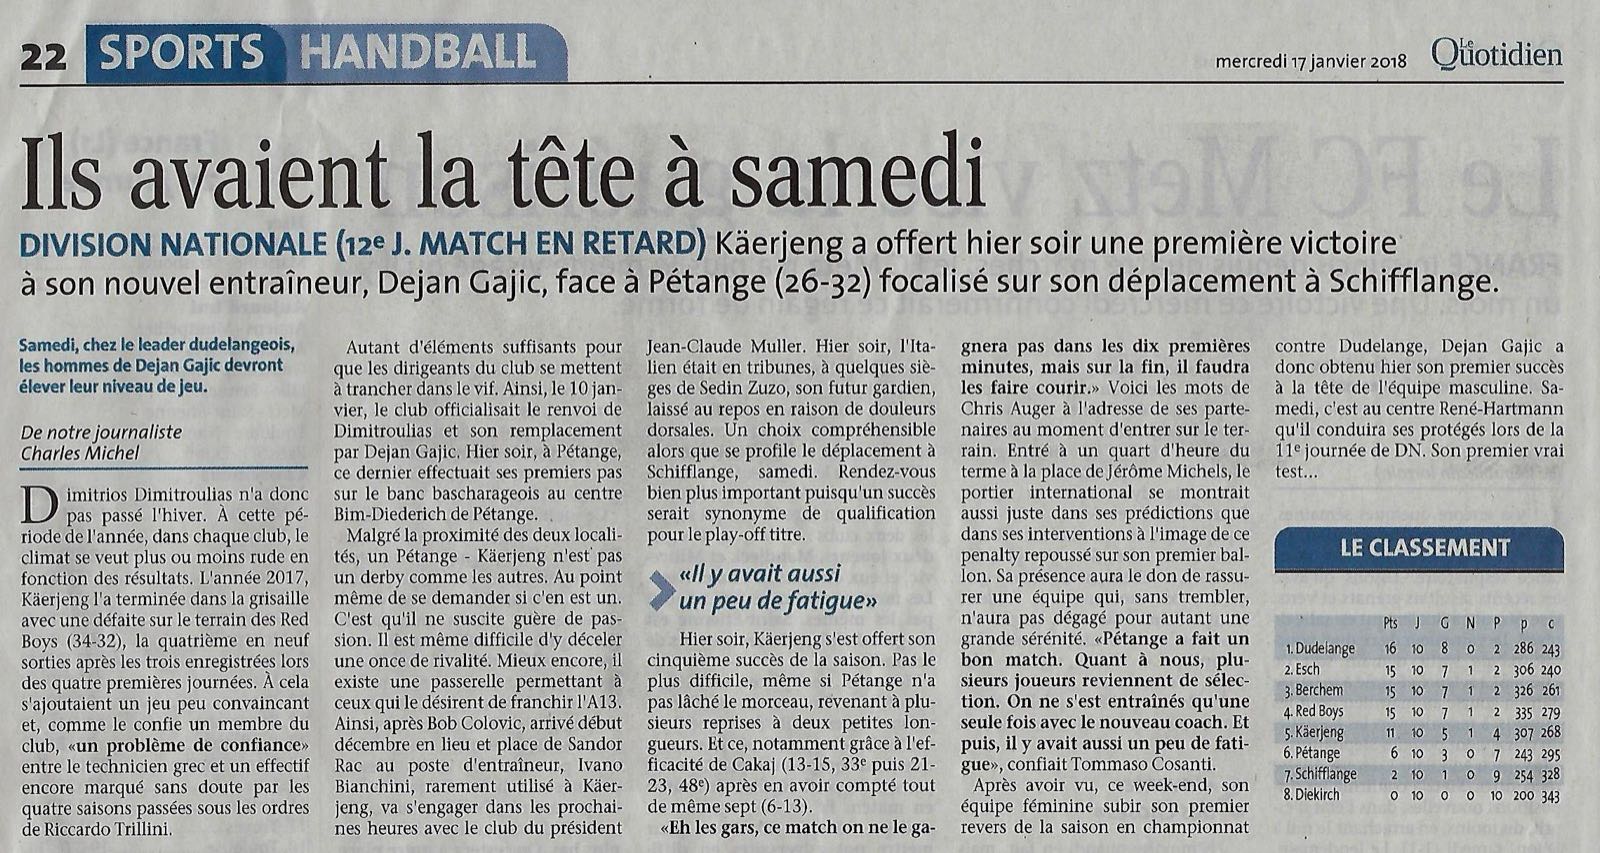 22 SPORTS HANDBALL mercredi 17 janvier 2018 Le Quotidien
Ils avaient la tête à samedi
DIVISION NATIONALE (12e J. MATCH EN RETARD) Käerjeng a offert hier soir une première victoire
à son nouvel entraîneur, Dejan Gajic, face à Pétange (26-32) focalisé sur son déplacement à Schifflange.
Samedi, chez le leader dudelangeois,
les hommes de Dejan Gajic devront
élever leur niveau de jeu.
De notre journaliste
Charles Michel
Dimitrios Dimitroulias n'a donc
pas passé l'hiver. À cette pé-
riode de l'année, dans chaque club, le
climat se veut plus ou moins rude en
fonction des résultats. L'année 2017,
Käerjeng l'a terminée dans la grisaille
avec une défaite sur le terrain des Red
Boys (34-32), la quatrième en neuf
sorties après les trois enregistrées lors
des quatre premières journées. À cela
s'ajoutaient un jeu peu convaincant
et, comme le confie un membre du
club, «un problème de confiance»
entre le technicien grec et un effectif
encore marqué sans doute par les
quatre saisons passées sous les ordres
de Riccardo Trillini.
Autant d'éléments suffisants pour
que les dirigeants du club se mettent
à trancher dans le vif. Ainsi, le 10 jan-
vier, le club officialisait le renvoi de
Dimitroulias et son remplacement
par Dejan Gajic. Hier soir, à Pétange,
ce dernier effectuait ses premiers pas
sur le banc bascharageois au centre
Bim-Diederich de Pétange.
Malgré la proximité des deux locali-
tés, un Pétange - Käerjeng n'est pas
un derby comme les autres. Au point
même de se demander si c'en est un.
C'est qu'il ne suscite guère de pas-
sion. Il est même difficile d'y déceler
une once de rivalité. Mieux encore, il
existe une passerelle permettant à
ceux qui le désirent de franchir l'A13.
Ainsi, après Bob Colovic, arrivé début
décembre en lieu et place de Sandor
Rac au poste d'entraîneur, Ivano
Bianchini, rarement utilisé à Käer-
jeng, va s'engager dans les prochai-
nes heures avec le club du président
Jean-Claude Muller. Hier soir, l'Ita-
lien était en tribunes, à quelques siè-
ges de Sedin Zuzo, son futur gardien,
laissé au repos en raison de douleurs
dorsales. Un choix compréhensible
alors que se profile le déplacement à
Schifflange, samedi. Rendez-vous
bien plus important puisqu'un succès
serait synonyme de qualification
pour le play-off titre.
«Il y avait aussi
un peu de fatigue»
Hier soir, Käerjeng s'est offert son
cinquième succès de la saison. Pas le
plus difficile, même si Pétange n'a
pas lâché le morceau, revenant à plu-
sieurs reprises à deux petites lon-
gueurs. Et ce, notamment grâce à l'ef-
ficacité de Cakaj (13-15, 33e puis 21-
23, 48e) après en avoir compté tout
de même sept (6-13).
«Eh les gars, ce match on ne le ga-
gnera pas dans les dix premières
minutes, mais sur la fin, il faudra
les faire courir.» Voici les mots de
Chris Auger à l'adresse de ses parte-
naires au moment d'entrer sur le ter-
rain. Entré à un quart d'heure du
terme à la place de Jérôme Michels, le
portier international se montrait
aussi juste dans ses prédictions que
dans ses interventions à l'image de ce
penalty repoussé sur son premier bal-
lon. Sa présence aura le don de rassu-
rer une équipe qui, sans trembler,
n'aura pas dégagé pour autant une
grande sérénité. «Pétange a fait un
bon match. Quant à nous, plu-
sieurs joueurs reviennent de sélec-
tion. On ne s'est entraînés qu'une
seule fois avec le nouveau coach. Et
puis, il y avait aussi un peu de fati-
gue», confiait Tommaso Cosanti.
Après avoir vu, ce week-end, son
équipe féminine subir son premier
revers de la saison en championnat
contre Dudelange, Dejan Gajic a
donc obtenu hier son premier succès
à la tête de l'équipe masculine. Sa-
medi, c'est au centre René-Hartmann
qu'il conduira ses protégés lors de la
11e journée de DN. Son premier vrai
test...
LE CLASSEMENT
Pts J G N P p c
1. Dudelange 16 10 8 0 2 286 243
2. Esch 15 10 7 1 2 306 240
3. Berchem 15 10 7 1 2 326 261
4. Red Boys 15 10 7 1 2 335 279
5. Käerjeng 11 10 5 1 4 307 268
6. Pétange 6 10 3 0 7 243 295
7. Schifflange 2 10 1 0 9 254 328
8. Diekirch 0 10 0 0 10 200 343